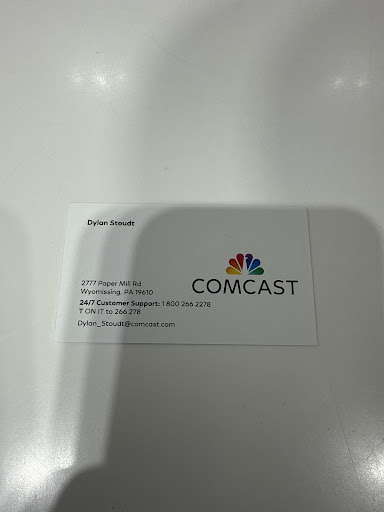 Dylan Stoudt
2777 Paper Mill Rd
Wyomissing, PA 19610
24/7 Customer Support: 1 800 266 2278
T ON IT to 266 278
Dylan_Stoudt@comcast.com
COMCAST